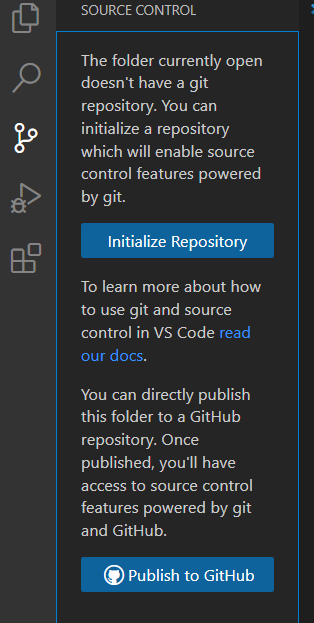 SOURCE CONTROL
The folder currently open
doesn't have a git
repository. You can
initialize a repository
which will enable source
control features powered
by git.
Initialize Repository
To learn more about how
to use git and source
control in VS Code read
our docs.
You can directly publish
this folder to a GitHub
repository. Once
published, you'll have
access to source control
features powered by git
and GitHub.
Publish to GitHub